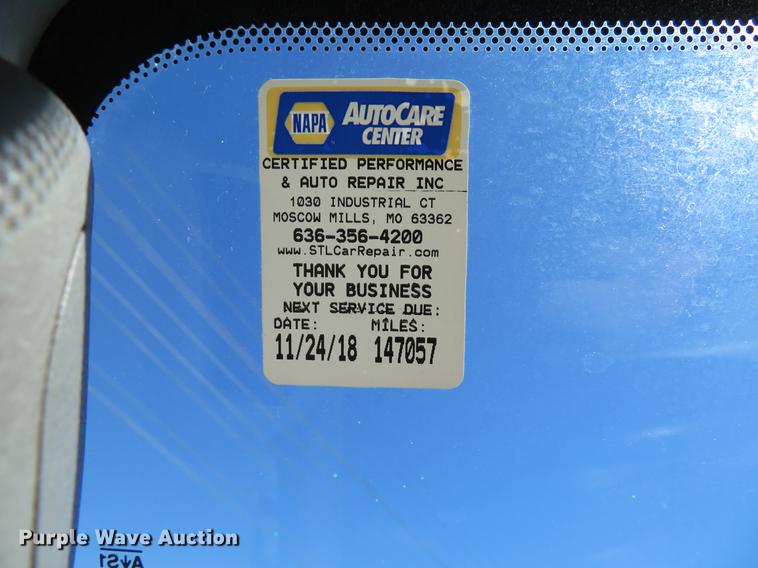 NAPA AUTOCARE
CENTER
CERTIFIED PERFORMANCE
& AUTO REPAIR INC
1030 INDUSTRIAL CT
MOSCOW MILLS, MO 63362
636-356-4200
www.STLCarRepair.com
THANK YOU FOR
YOUR BUSINESS
NEXT SERVICE DUE:
DATE: MILES:
11/24/18 147057
Purple Wave Auction
AS1